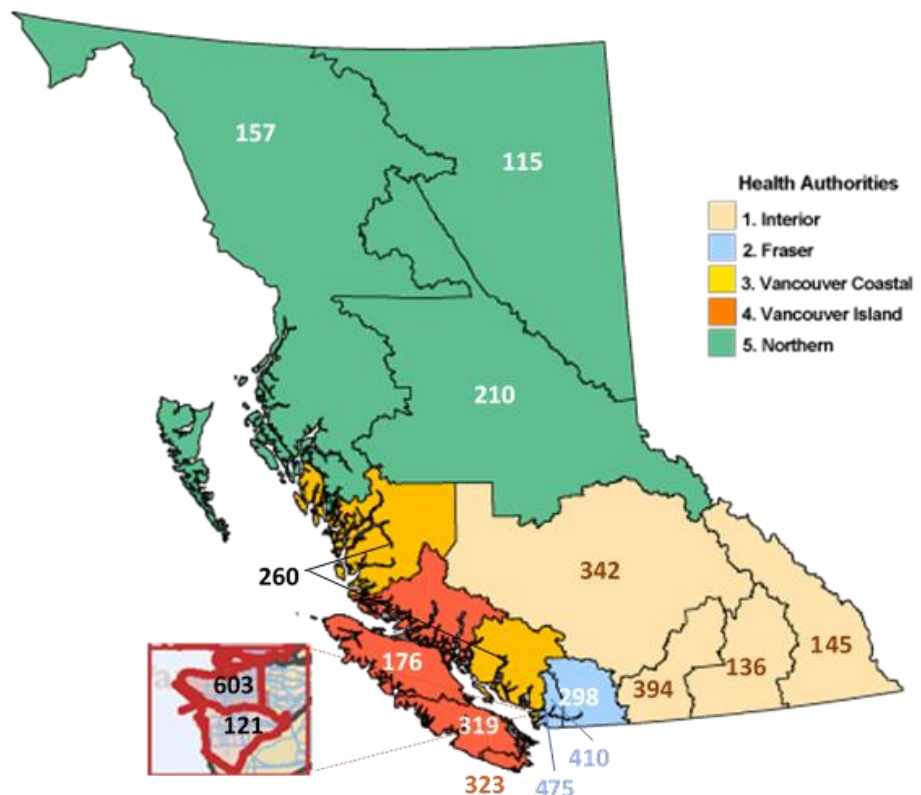 157
115
Health Authorities
1. Interior
2. Fraser
3. Vancouver Coastal
4. Vancouver Island
5. Northern
210
260
342
603
176
145
136
121
298
394
319
410
323
475